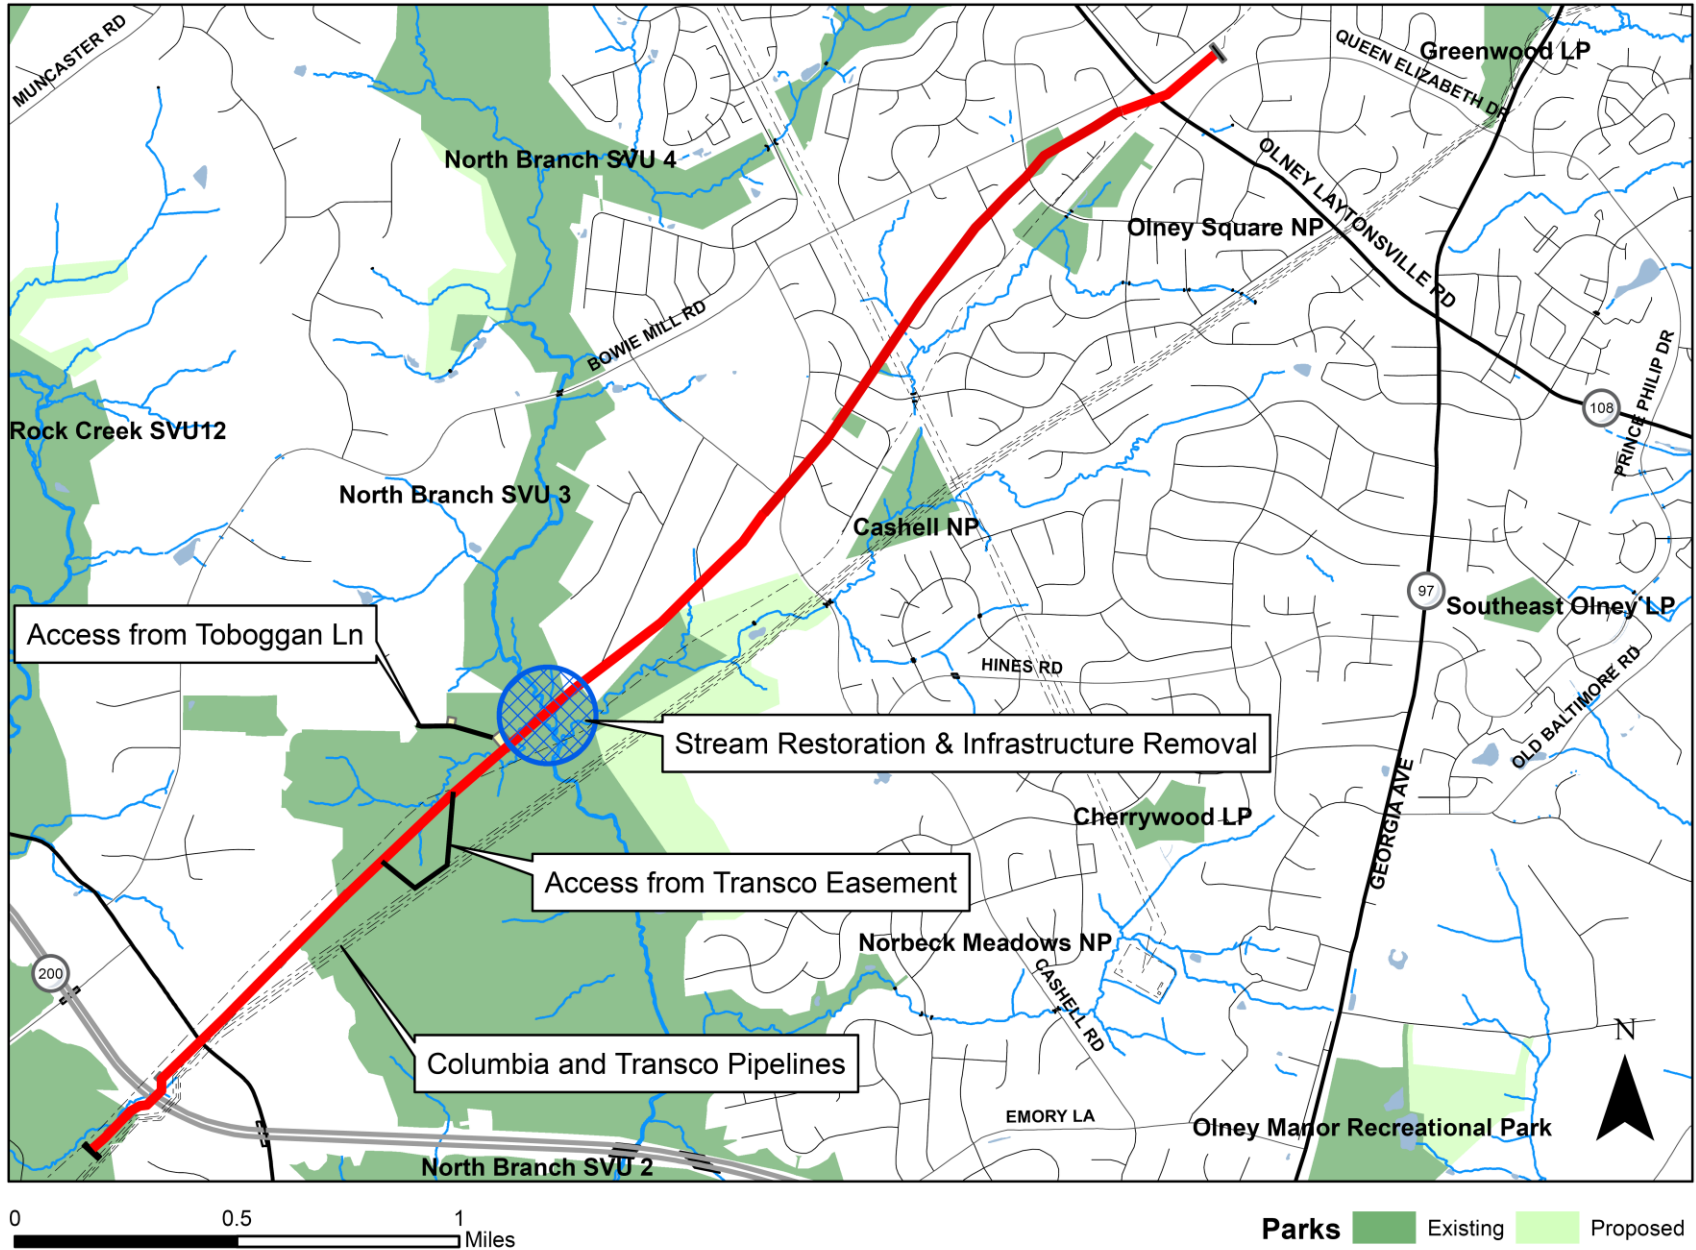 MUNCASTER RD
QUEEN ELIZABETH DR
Greenwood LP
North Branch SVU 4
OLNEY LAYTONSVILLE RD
Olney Square NP
BOWIE MILL RD
PRINCE PHILIP DR
108
Rock Creek SVU12
North Branch SVU 3
Cashell NP
97
Southeast Olney LP
Access from Toboggan Ln
HINES RD
OLD BALTIMORE RD
Stream Restoration & Infrastructure Removal
Cherrywood LP
GEORGIA AVE
Access from Transco Easement
Norbeck Meadows NP
200
CASHELL RD
N
Columbia and Transco Pipelines
EMORY LA
Olney Manor Recreational Park
North Branch SVU 2
0 0.5 1
Miles
Parks Existing Proposed